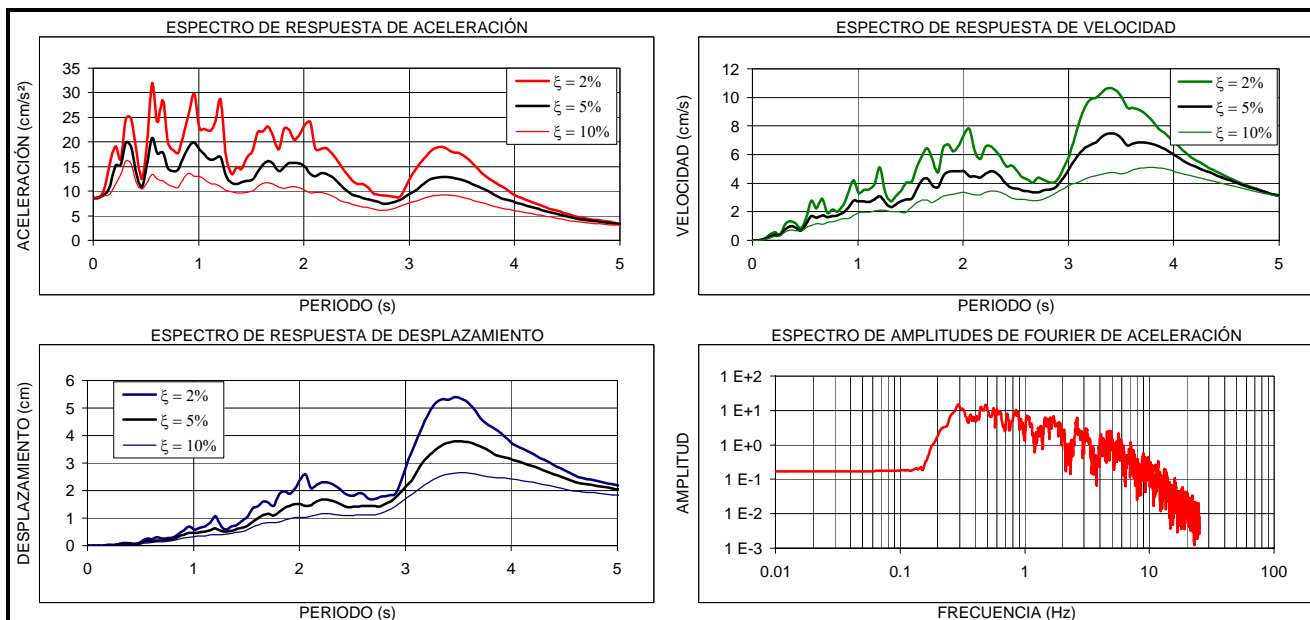 ESPECTRO DE RESPUESTA DE ACELERACIÓN
35
30
25
20
15
10
5
0
ACELERACIÓN (cm/s²)
ξ = 2%
ξ = 5%
ξ = 10%
0 1 2 3 4 5
PERIODO (s)
ESPECTRO DE RESPUESTA DE VELOCIDAD
12
10
8
6
4
2
0
VELOCIDAD (cm/s)
ξ = 2%
ξ = 5%
ξ = 10%
0 1 2 3 4 5
PERIODO (s)
ESPECTRO DE RESPUESTA DE DESPLAZAMIENTO
6
5
4
3
2
1
0
DESPLAZAMIENTO (cm)
ξ = 2%
ξ = 5%
ξ = 10%
0 1 2 3 4 5
PERIODO (s)
ESPECTRO DE AMPLITUDES DE FOURIER DE ACELERACIÓN
1 E+2
1 E+1
1 E+0
1 E-1
1 E-2
1 E-3
AMPLITUD
0.01 0.1 1 10 100
FRECUENCIA (Hz)